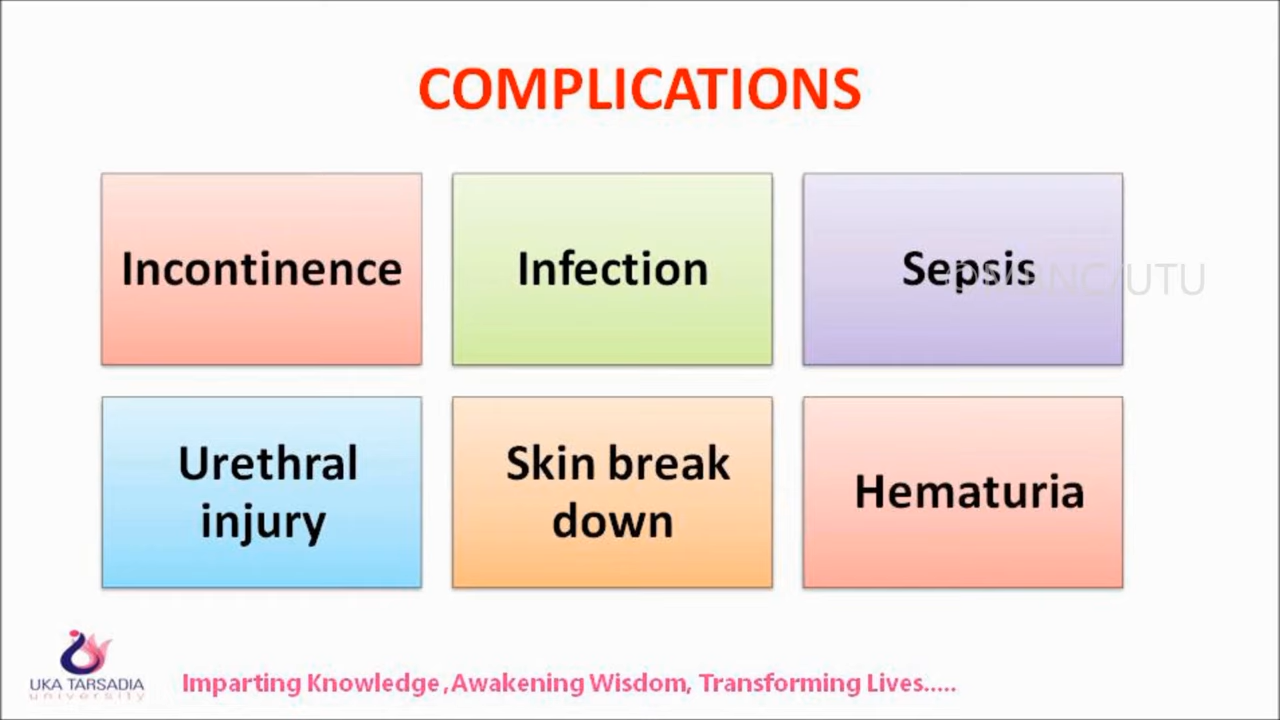 COMPLICATIONS
Incontinence
Infection
Sepsis
Urethral
injury
Skin break
down
Hematuria
UKA TARSADIA
university
Imparting Knowledge ,Awakening Wisdom, Transforming Lives.....